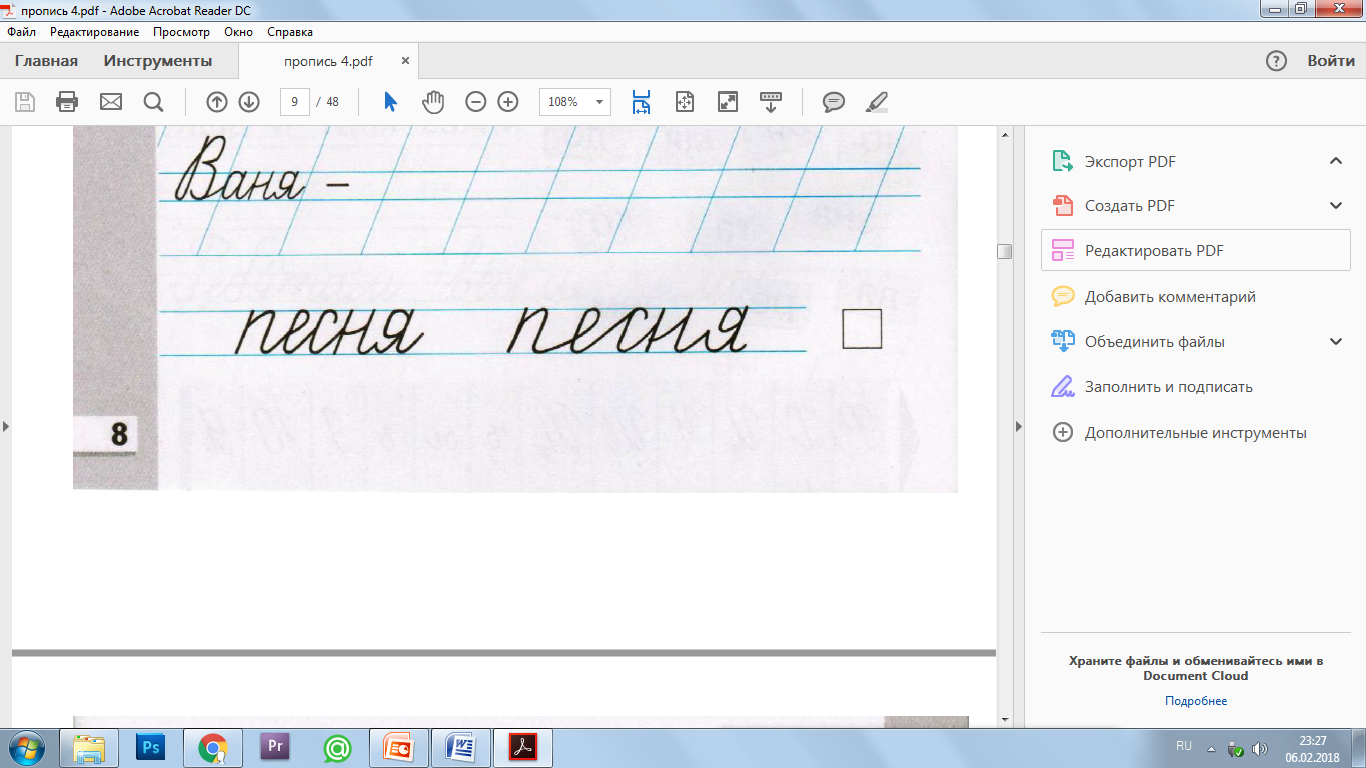 пропись 4.pdf - Adobe Acrobat Reader DC
Файл Редактирование Просмотр Окно Справка
Главная Инструменты пропись 4.pdf × ? Войти
9 / 48 108%
Ваня –
песня песня
8
Экспорт PDF
Создать PDF
Редактировать PDF
Добавить комментарий
Объединить файлы
Заполнить и подписать
Дополнительные инструменты
Храните файлы и обменивайтесь ими в
Document Cloud
Подробнее
Ps Pr RU 23:27
06.02.2018